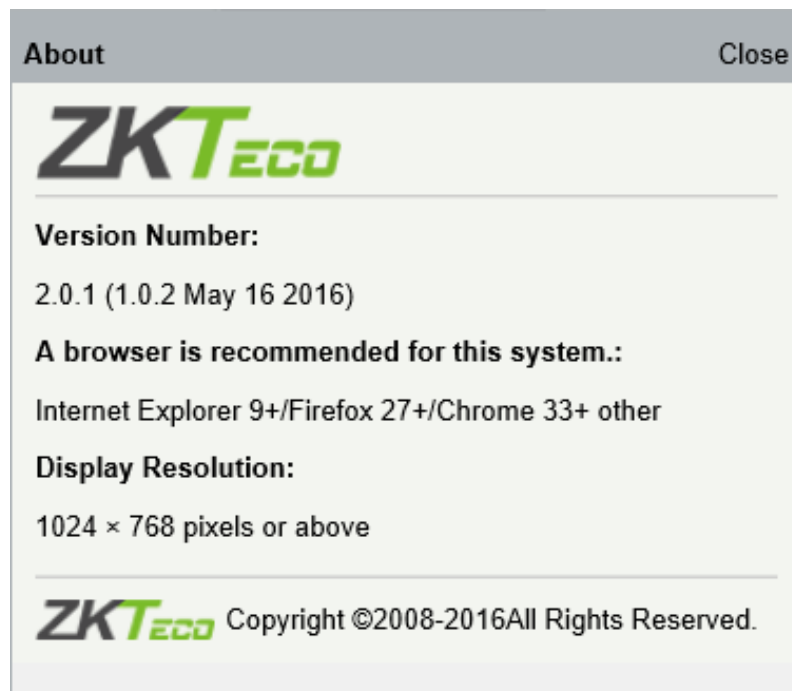 About Close
ZKTECO
Version Number:
2.0.1 (1.0.2 May 16 2016)
A browser is recommended for this system.:
Internet Explorer 9+/Firefox 27+/Chrome 33+ other
Display Resolution:
1024 × 768 pixels or above
ZKTECO Copyright ©2008-2016All Rights Reserved.